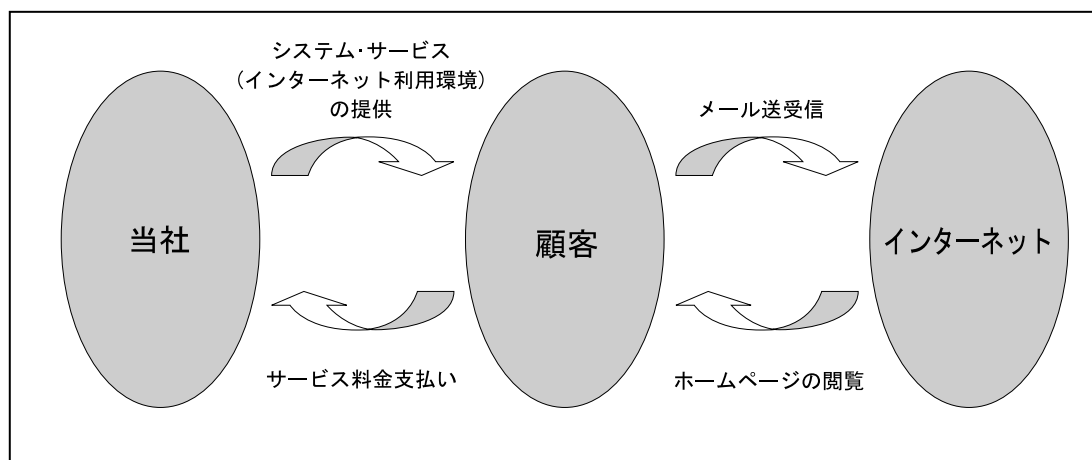 システム・サービス
（インターネット利用環境）
の提供
メール送受信
当社
顧客
インターネット
サービス料金支払い
ホームページの閲覧